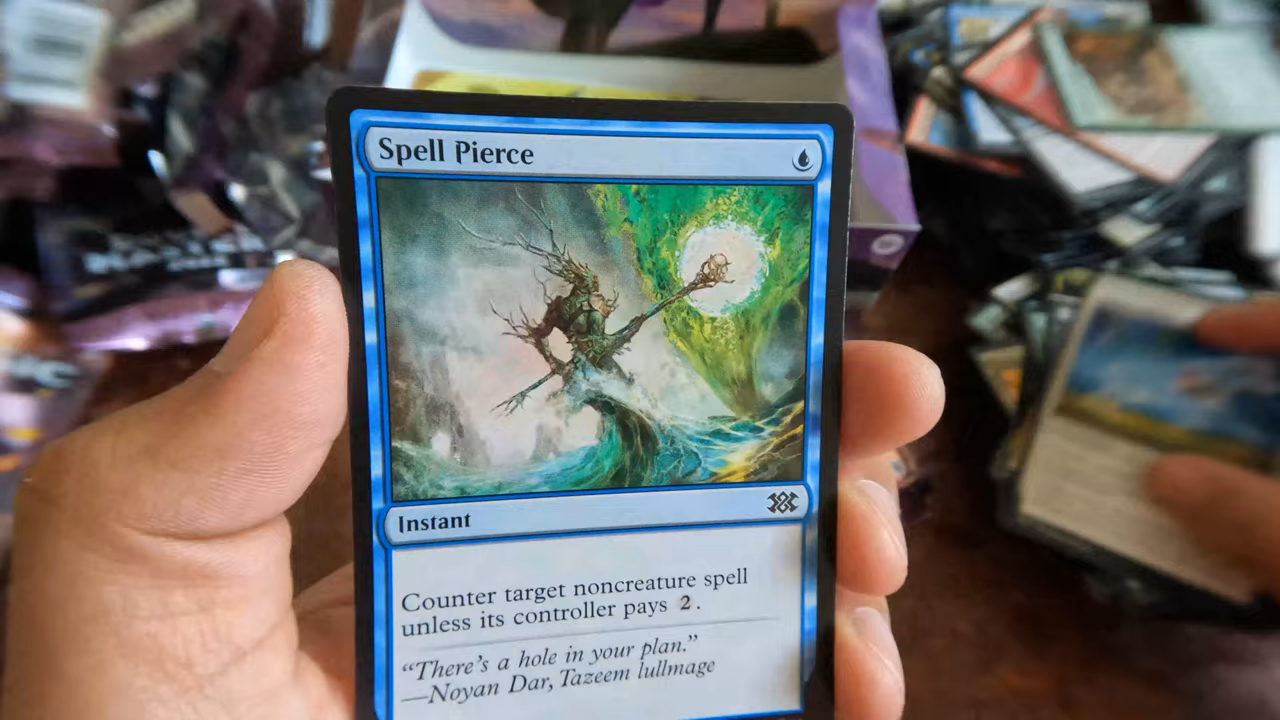 Spell Pierce
Instant
Counter target noncreature spell
unless its controller pays 2.
“There’s a hole in your plan.”
—Noyan Dar, Tazeem lullmage